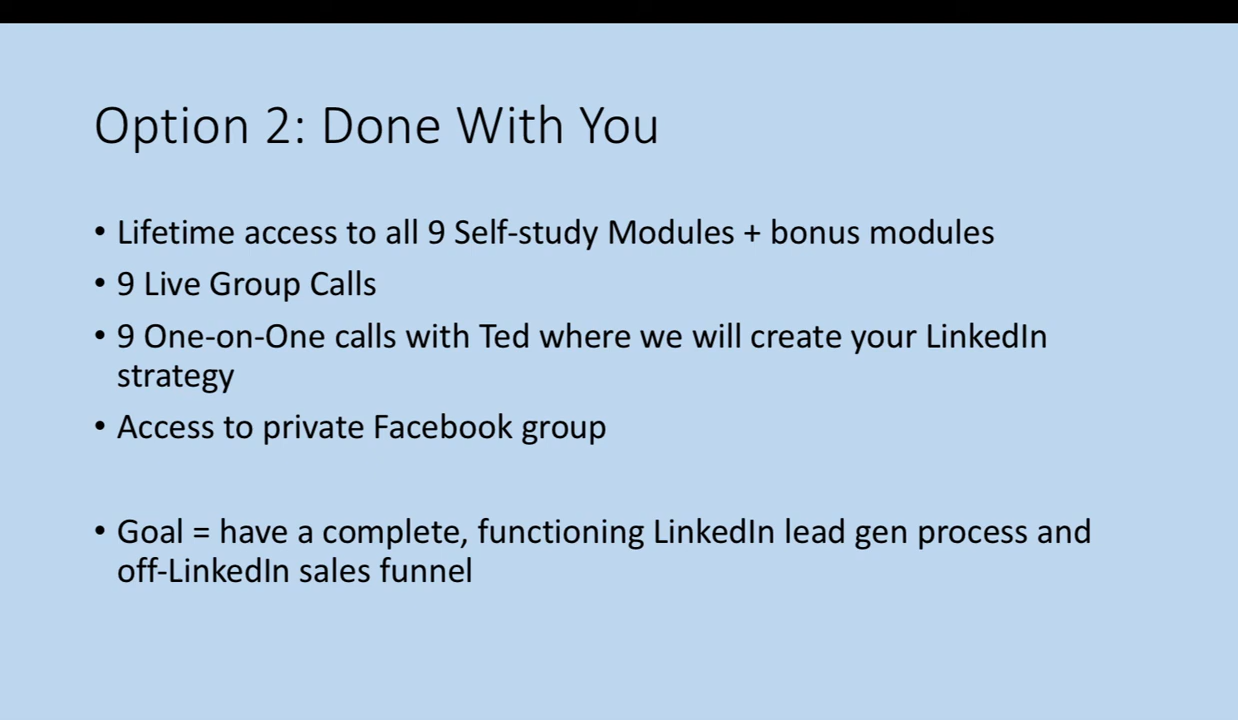 Option 2: Done With You
• Lifetime access to all 9 Self-study Modules + bonus modules
• 9 Live Group Calls
• 9 One-on-One calls with Ted where we will create your LinkedIn
strategy
• Access to private Facebook group
• Goal = have a complete, functioning LinkedIn lead gen process and
off-LinkedIn sales funnel